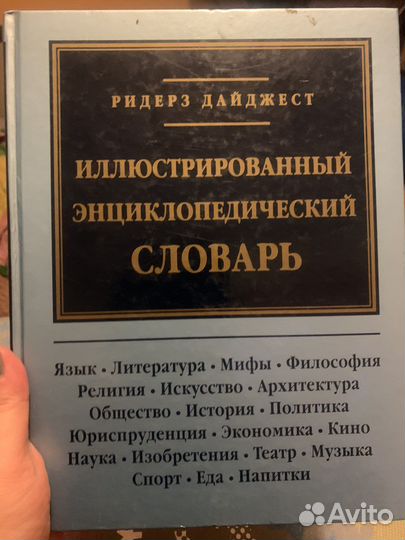 РИДЕРЗ ДАЙДЖЕСТ
ИЛЛЮСТРИРОВАННЫЙ
ЭНЦИКЛОПЕДИЧЕСКИЙ
СЛОВАРЬ
Язык • Литература • Мифы • Философия
Религия • Искусство • Архитектура
Общество • История • Политика
Юриспруденция • Экономика • Кино
Наука • Изобретения • Театр • Музыка
Спорт • Еда • Напитки
Avito